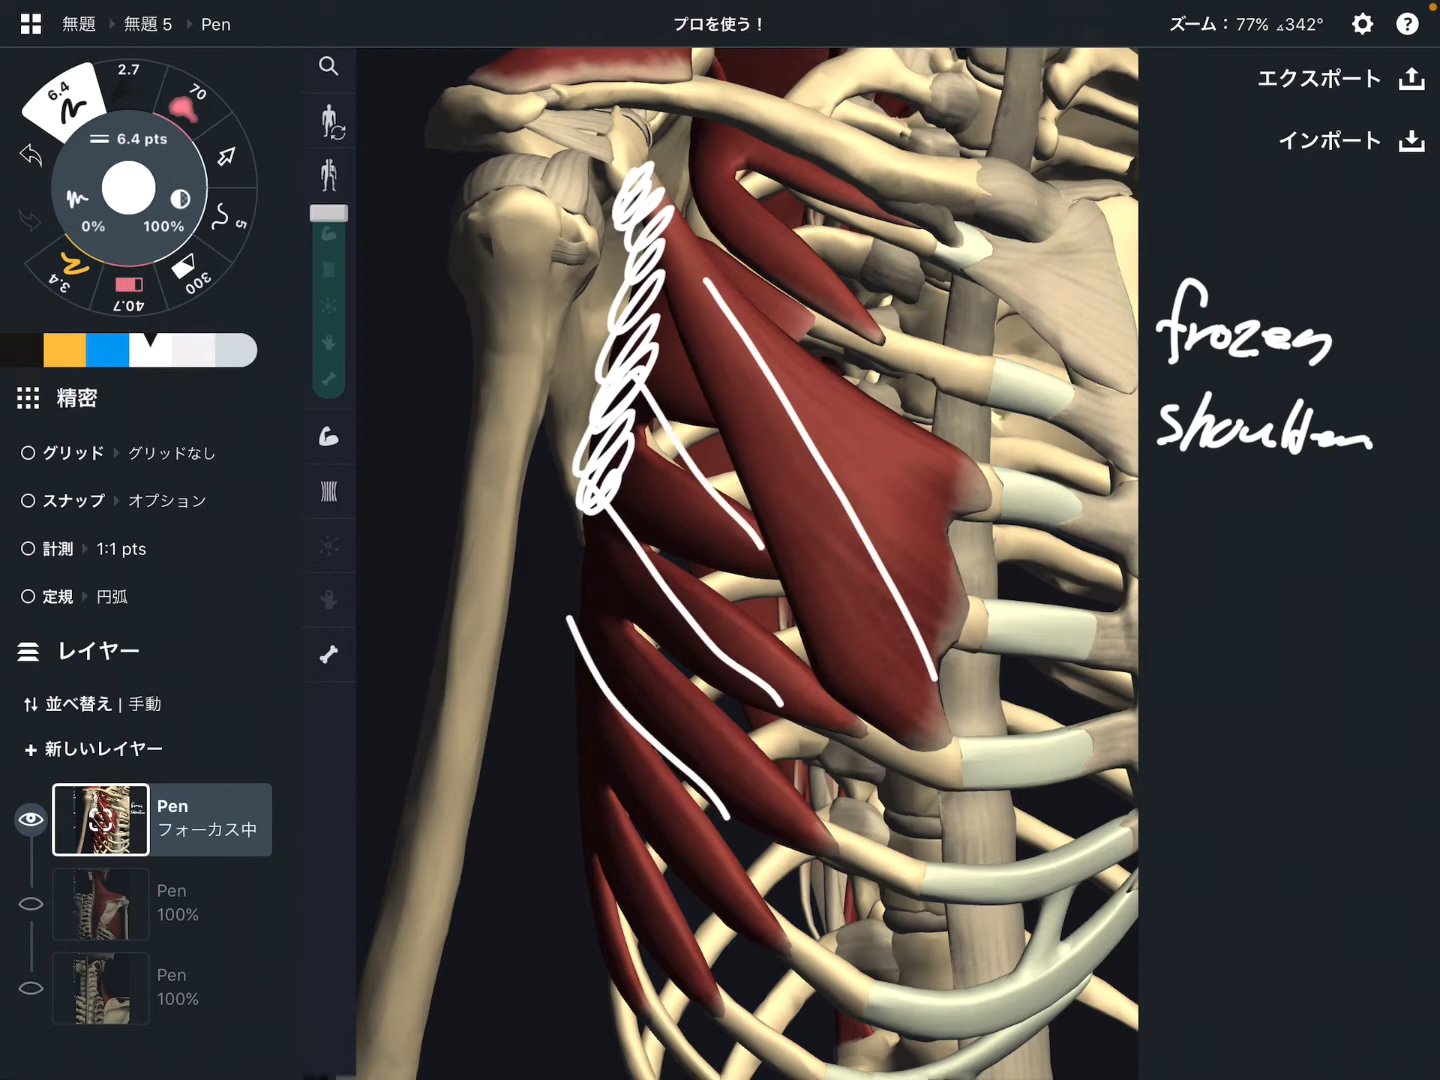 無題 無題 5 Pen
プロを使う！
ズーム：77% ⊿342°
エクスポート
インポート
6.4
2.7
70
5
300
40.7
3.4
6.4 pts
0% 100%
精密
グリッド グリッドなし
スナップ オプション
計測 1:1 pts
定規 円弧
レイヤー
並べ替え | 手動
+ 新しいレイヤー
Pen
フォーカス中
Pen
100%
Pen
100%
frozen
shoulder